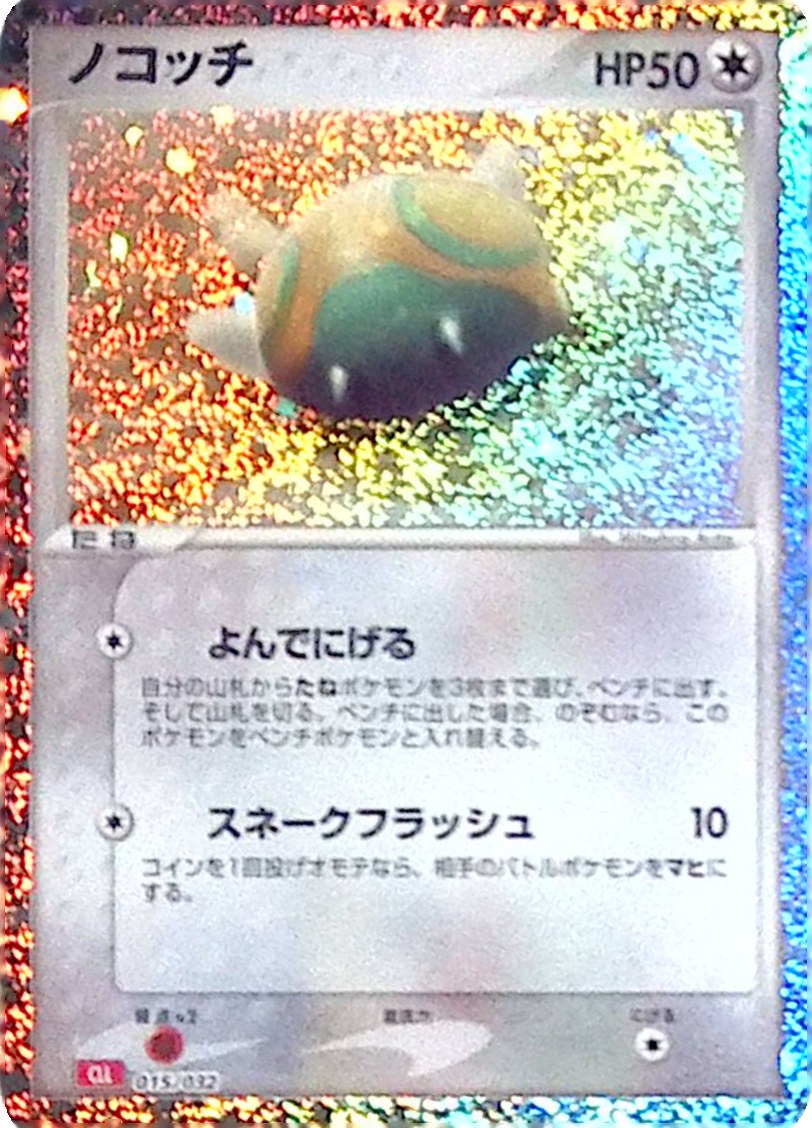 ノコッチ HP50
たね
よんでにげる
自分の山札からたねポケモンを3枚まで選び、ベンチに出す。
そして山札を切る。ベンチに出した場合、のぞむなら、この
ポケモンをベンチポケモンと入れ替える。
スネークフラッシュ 10
コインを1回投げオモテなら、相手のバトルポケモンをマヒに
する。
弱点×2 抵抗力 にげる
015/032